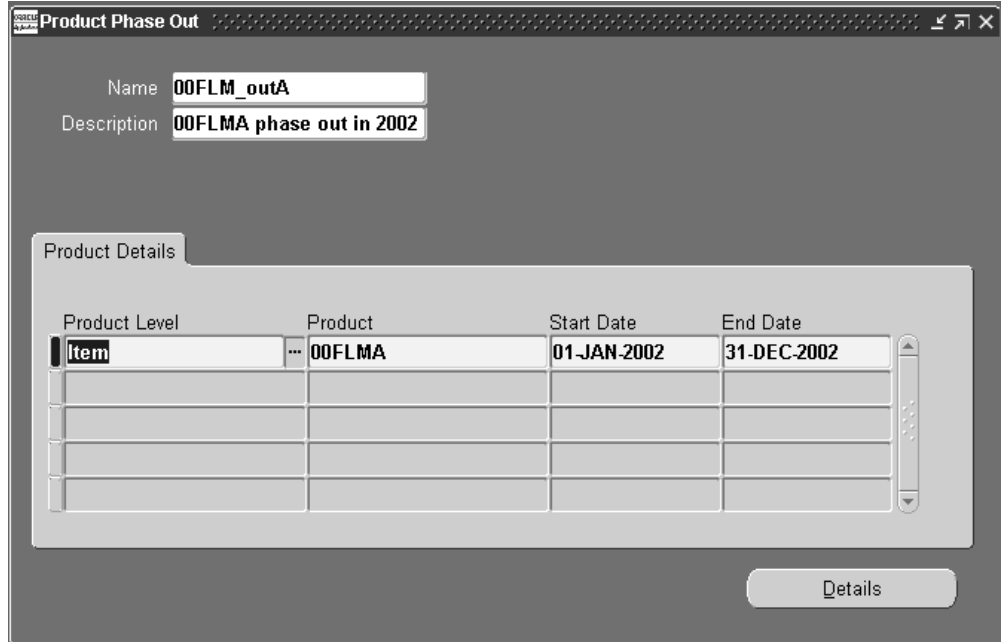 ORACLE
Product Phase Out
Name 00FLM_outA
Description 00FLMA phase out in 2002
Product Details
Product Level Product Start Date End Date
Item ... 00FLMA 01-JAN-2002 31-DEC-2002
Details